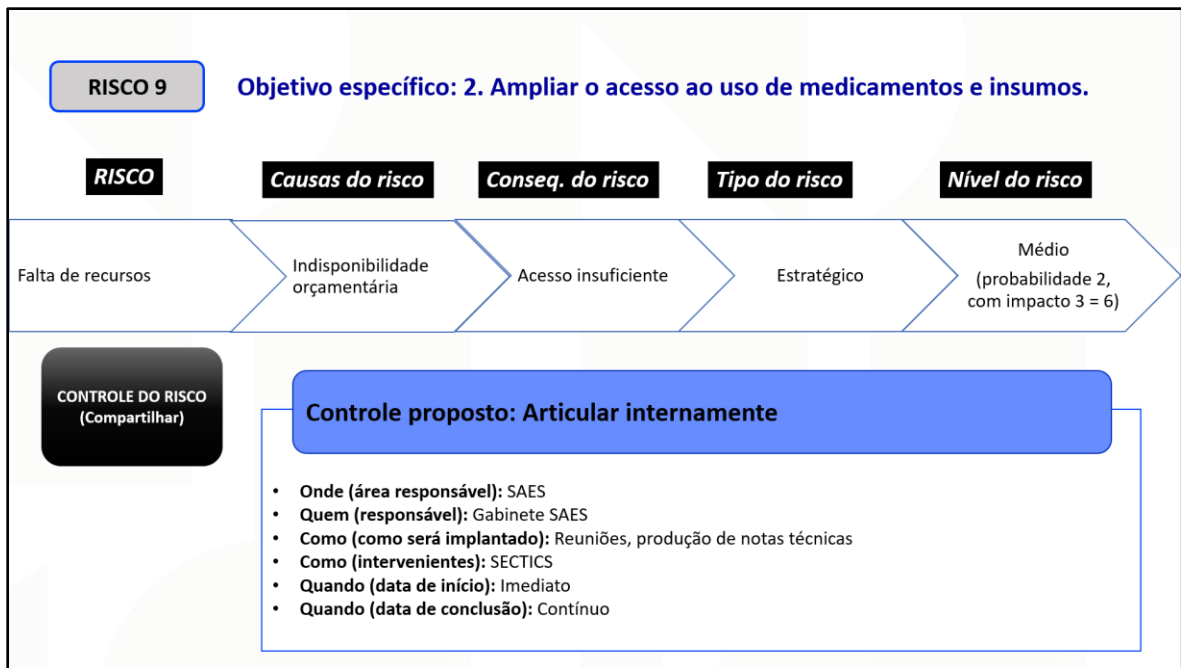 RISCO 9
Objetivo específico: 2. Ampliar o acesso ao uso de medicamentos e insumos.
RISCO
Causas do risco
Conseq. do risco
Tipo do risco
Nível do risco
Falta de recursos
Indisponibilidade
orçamentária
Acesso insuficiente
Estratégico
Médio
(probabilidade 2,
com impacto 3 = 6)
CONTROLE DO RISCO
(Compartilhar)
Controle proposto: Articular internamente
• Onde (área responsável): SAES
• Quem (responsável): Gabinete SAES
• Como (como será implantado): Reuniões, produção de notas técnicas
• Como (intervenientes): SECTICS
• Quando (data de início): Imediato
• Quando (data de conclusão): Contínuo